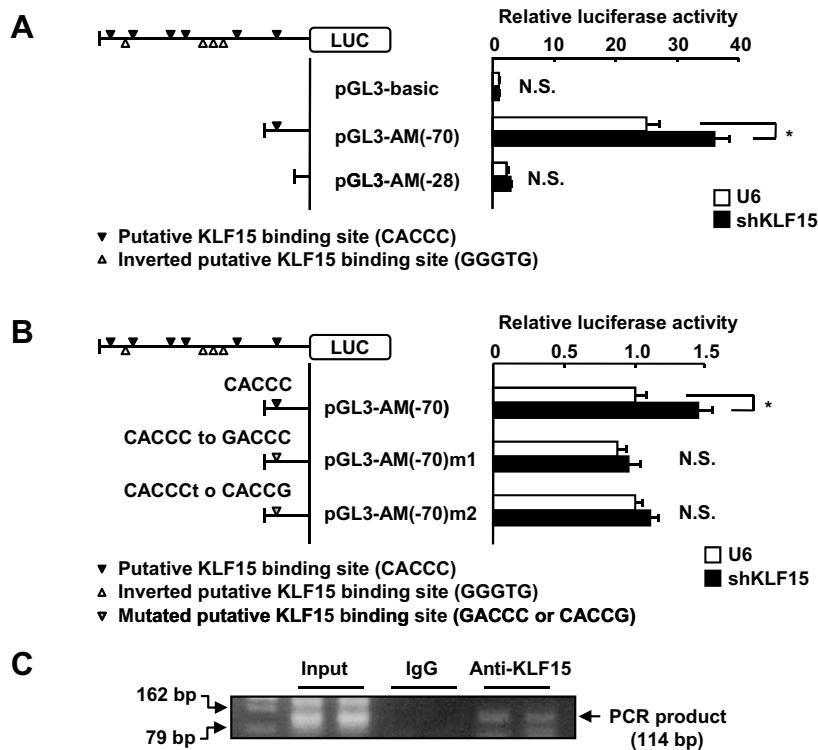 A
Relative luciferase activity
LUC
0 10 20 30 40
pGL3-basic
N.S.
pGL3-AM(-70)
*
pGL3-AM(-28)
N.S.
U6
shKLF15
Putative KLF15 binding site (CACCC)
Inverted putative KLF15 binding site (GGGTG)
B
Relative luciferase activity
LUC
0 0.5 1.0 1.5
CACCC
pGL3-AM(-70)
*
CACCC to GACCC
pGL3-AM(-70)m1
N.S.
CACCCt o CACCG
pGL3-AM(-70)m2
N.S.
U6
shKLF15
Putative KLF15 binding site (CACCC)
Inverted putative KLF15 binding site (GGGTG)
Mutated putative KLF15 binding site (GACCC or CACCG)
C
Input IgG Anti-KLF15
162 bp
79 bp
PCR product
(114 bp)